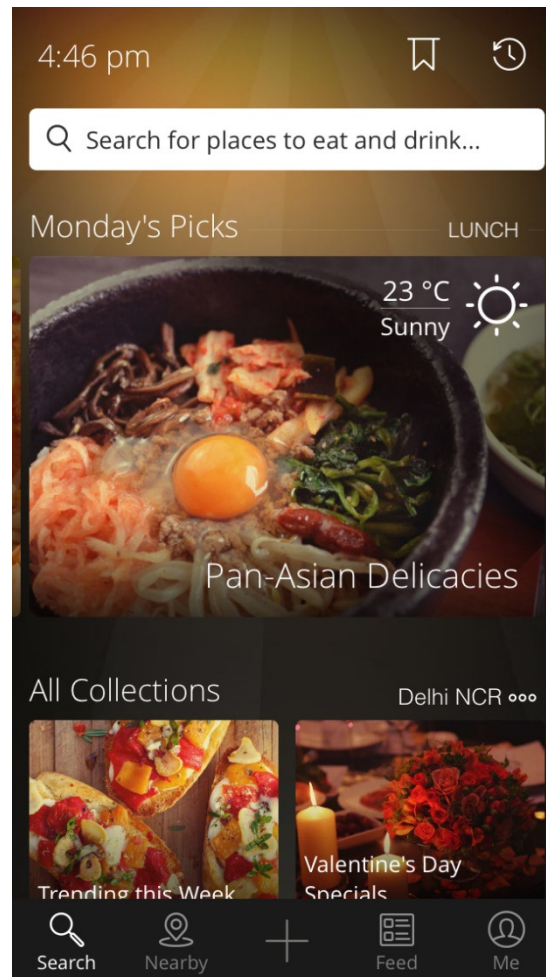 4:46 pm
Search for places to eat and drink...
Monday's Picks
LUNCH
23 °C
Sunny
Pan-Asian Delicacies
All Collections
Delhi NCR
Trending this Week
Valentine's Day
Specials
Search
Nearby
Feed
Me